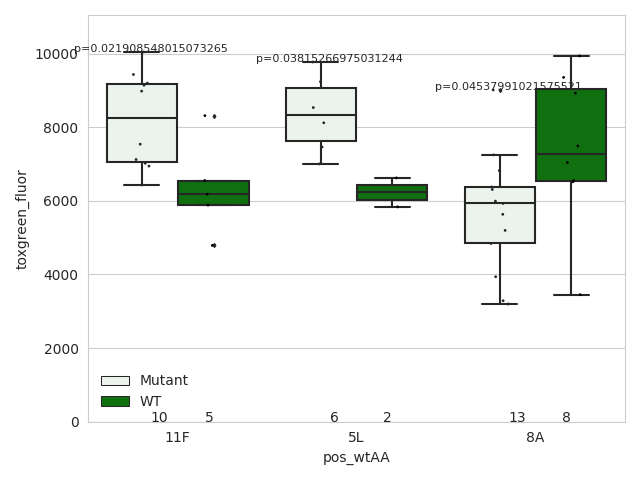 p=0.021908548015073265
p=0.03815266975031244
p=0.04537991021575521
10000
8000
6000
4000
2000
0
toxgreen_fluor
Mutant
WT
10 5 6 2 13 8
11F 5L 8A
pos_wtAA